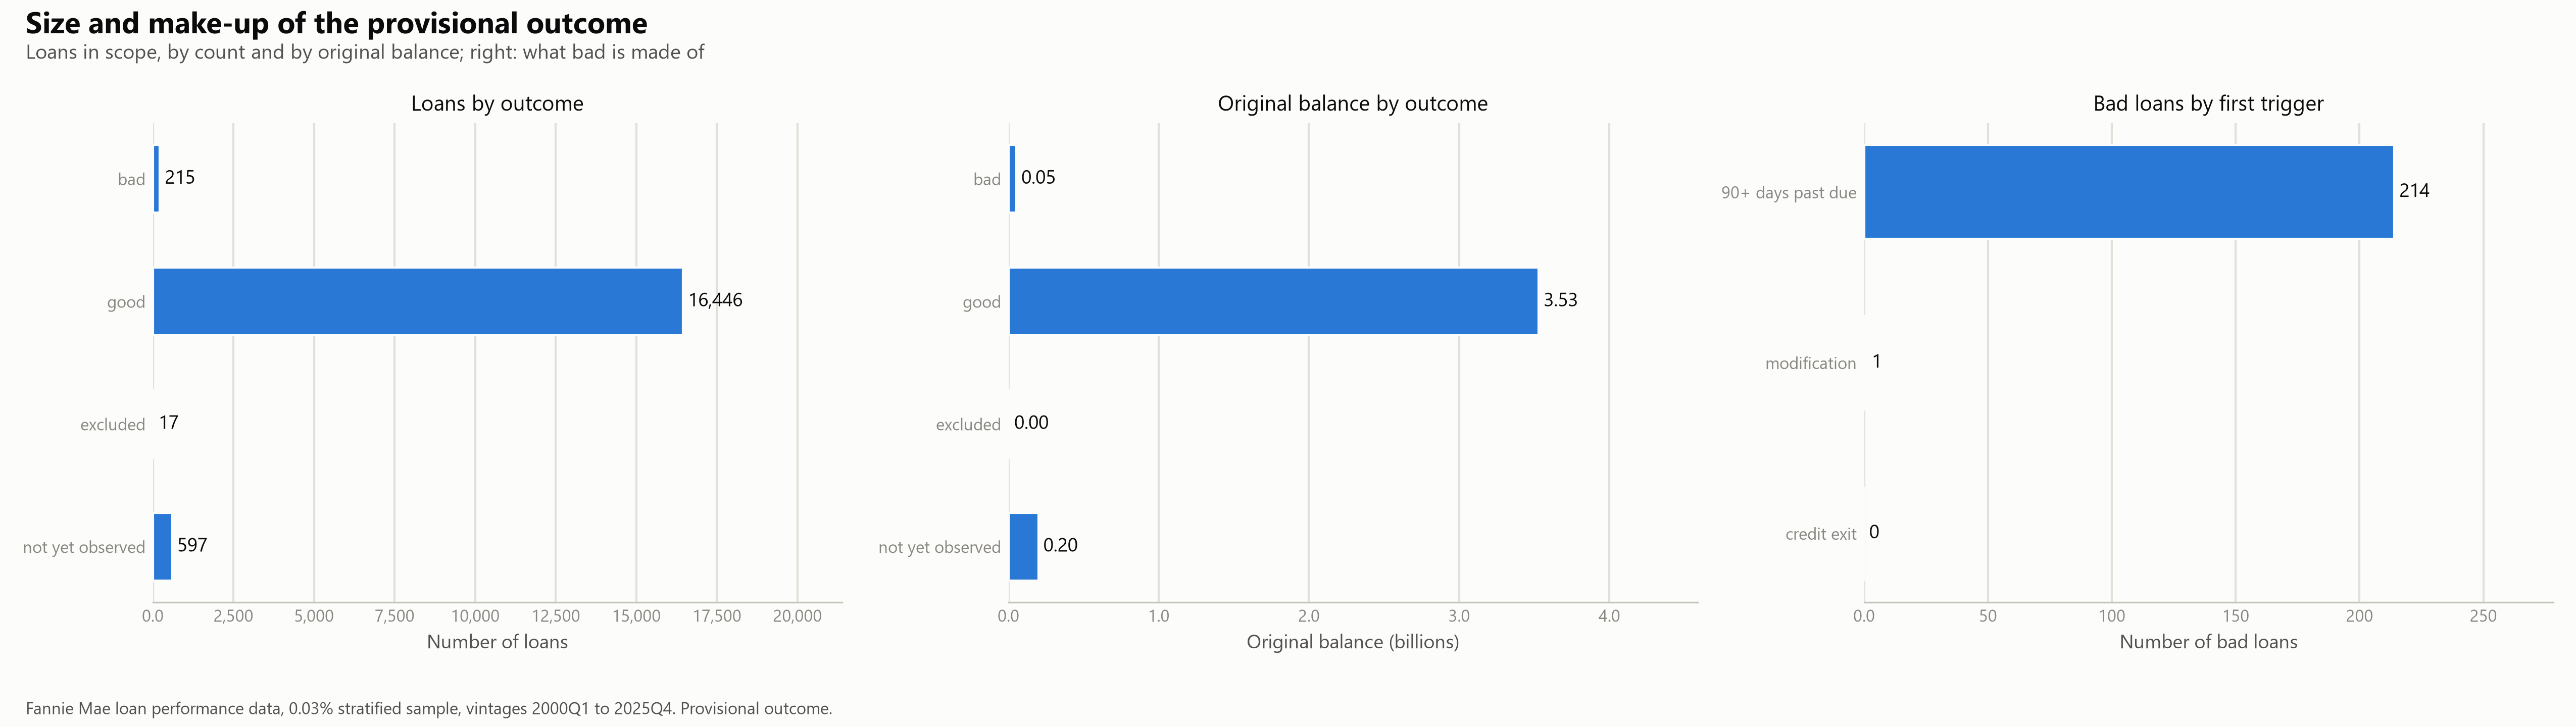 Size and make-up of the provisional outcome
Loans in scope, by count and by original balance; right: what bad is made of
Loans by outcome
bad 215
good 16,446
excluded 17
not yet observed 597
0.0 2,500 5,000 7,500 10,000 12,500 15,000 17,500 20,000
Number of loans
Original balance by outcome
bad 0.05
good 3.53
excluded 0.00
not yet observed 0.20
0.0 1.0 2.0 3.0 4.0
Original balance (billions)
Bad loans by first trigger
90+ days past due 214
modification 1
credit exit 0
0.0 50 100 150 200 250
Number of bad loans
Fannie Mae loan performance data, 0.03% stratified sample, vintages 2000Q1 to 2025Q4. Provisional outcome.